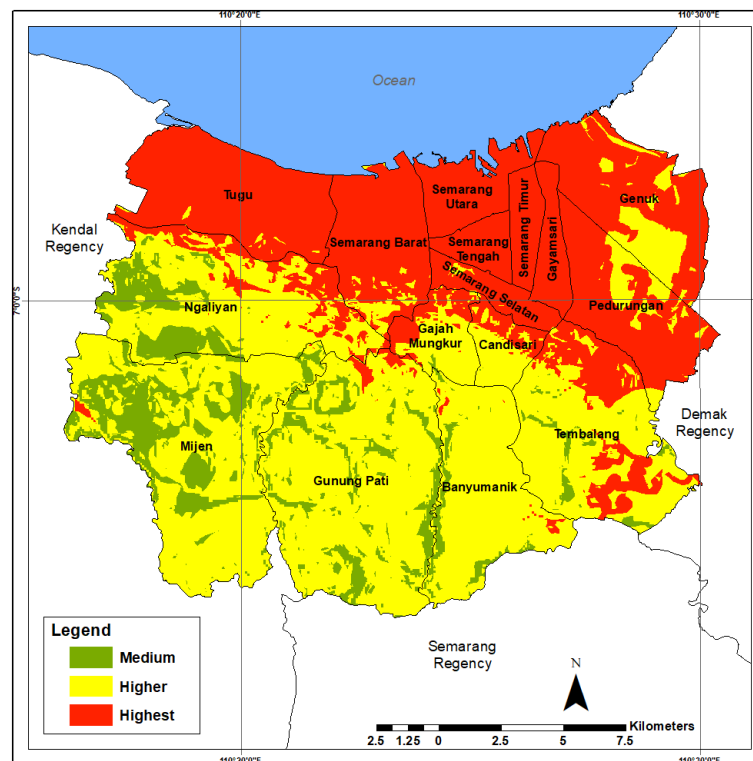 110°20'0"E
110°30'0"E
Ocean
Tugu
Semarang
Utara
Semarang Timur
Genuk
Kendal
Regency
Semarang Barat
Semarang
Tengah
Gayamsari
Semarang Selatan
7°0'0"S
Ngaliyan
Pedurungan
Gajah
Mungkur
Candisari
Demak
Regency
Mijen
Tembalang
Gunung Pati
Banyumanik
Legend
Medium
Higher
Highest
Semarang
Regency
N
Kilometers
2.5 1.25 0 2.5 5 7.5